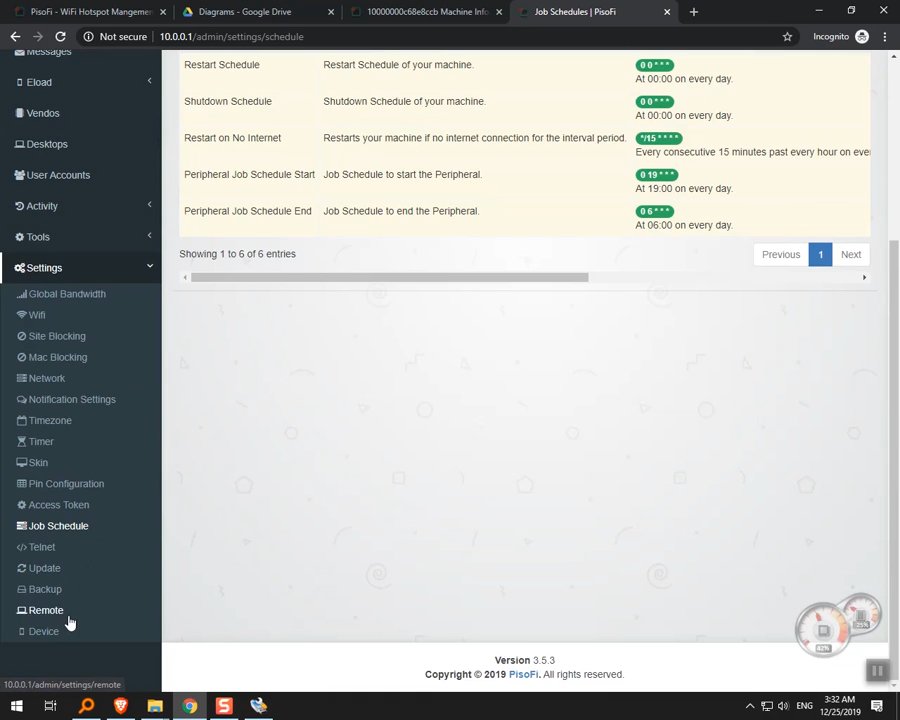 PisoFi - WiFi Hotspot Mangemen
Diagrams - Google Drive
10000000c68e8ccb Machine Info
Job Schedules | PisoFi
Not secure
10.0.0.1/admin/settings/schedule
Incognito
Messages
Eload
Vendos
Desktops
User Accounts
Activity
Tools
Settings
Global Bandwidth
Wifi
Site Blocking
Mac Blocking
Network
Notification Settings
Timezone
Timer
Skin
Pin Configuration
Access Token
Job Schedule
Telnet
Update
Backup
Remote
Device
Restart Schedule Restart Schedule of your machine. 0 0 * * *
At 00:00 on every day.
Shutdown Schedule Shutdown Schedule of your machine. 0 0 * * *
At 00:00 on every day.
Restart on No Internet Restarts your machine if no internet connection for the interval period. */15 * * * *
Every consecutive 15 minutes past every hour on eve
Peripheral Job Schedule Start Job Schedule to start the Peripheral. 0 19 * * *
At 19:00 on every day.
Peripheral Job Schedule End Job Schedule to end the Peripheral. 0 6 * * *
At 06:00 on every day.
Showing 1 to 6 of 6 entries
Previous 1 Next
62%
25%
Version 3.5.3
Copyright © 2019 PisoFi. All rights reserved.
10.0.0.1/admin/settings/remote
ENG
3:32 AM
12/25/2019